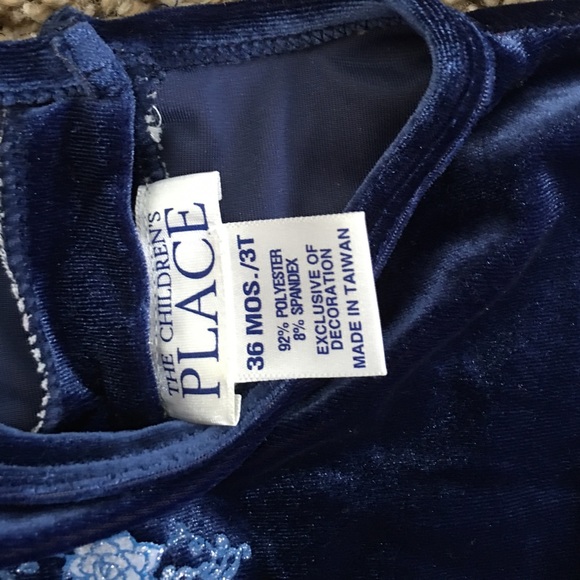 THE CHILDREN'S
PLACE
36 MOS./3T
92% POLYESTER
8% SPANDEX
EXCLUSIVE OF
DECORATION
MADE IN TAIWAN